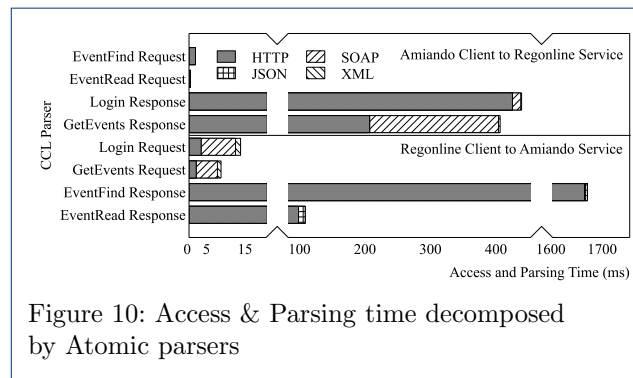 HTTP
SOAP
JSON
XML
Amiando Client to Regonline Service
Regonline Client to Amiando Service
CCL Parser
EventFind Request
EventRead Request
Login Response
GetEvents Response
Login Request
GetEvents Request
EventFind Response
EventRead Response
0 5 15 100 200 300 400 1600 1700
Access and Parsing Time (ms)
Figure 10: Access & Parsing time decomposed
by Atomic parsers